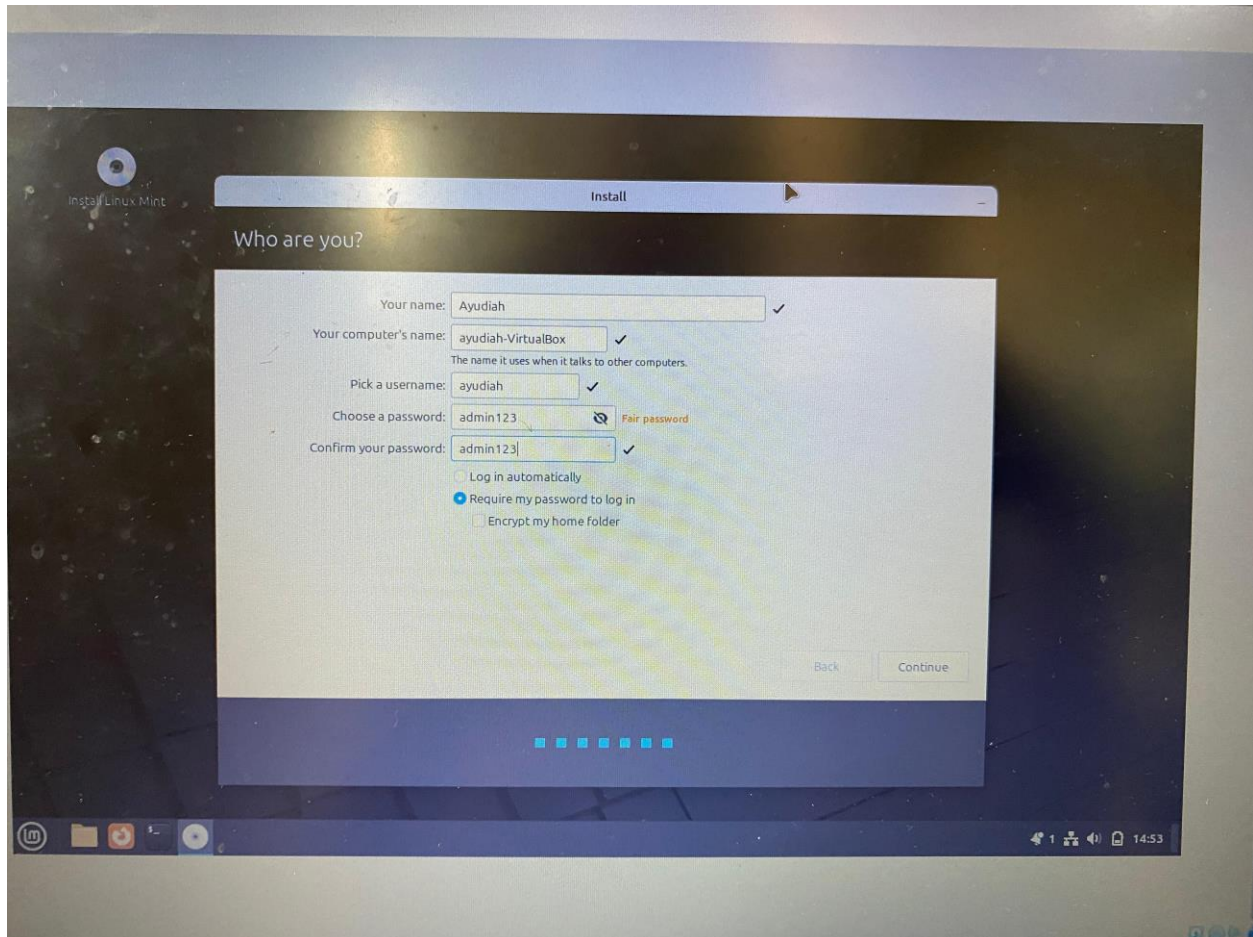 Install Linux Mint
Install
Who are you?
Your name: Ayudiah
Your computer's name: ayudiah-VirtualBox
The name it uses when it talks to other computers.
Pick a username: ayudiah
Choose a password: admin123 Fair password
Confirm your password: admin123
Log in automatically
Require my password to log in
Encrypt my home folder
Back Continue
lm $_ 1 14:53